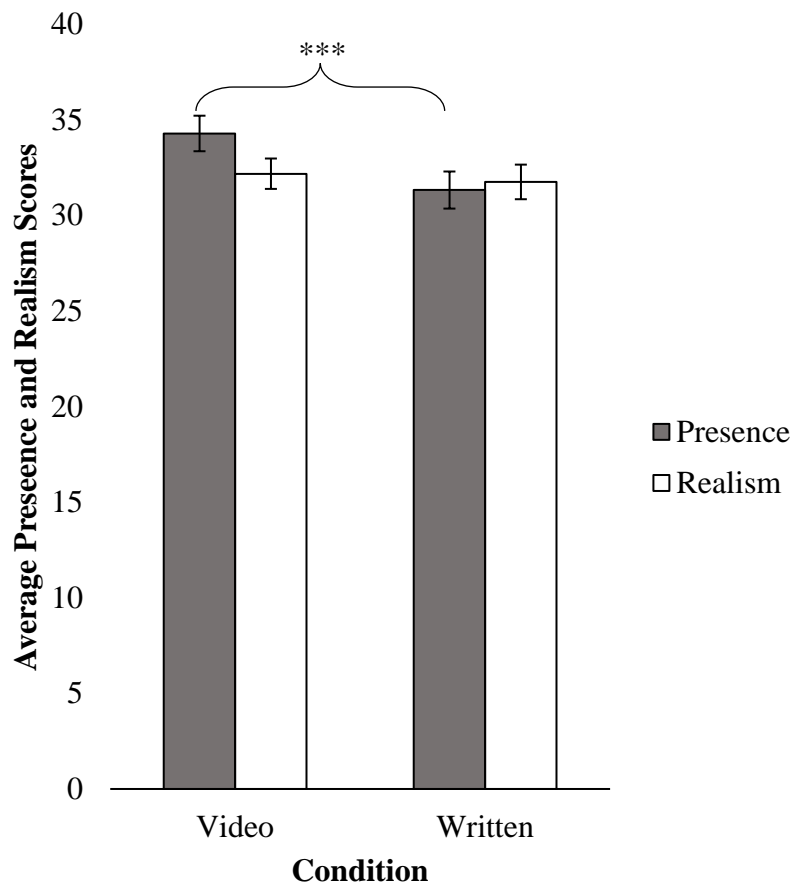 40
***
35
30
25
20
15
10
5
0
Average Preseence and Realism Scores
Presence
Realism
Video Written
Condition